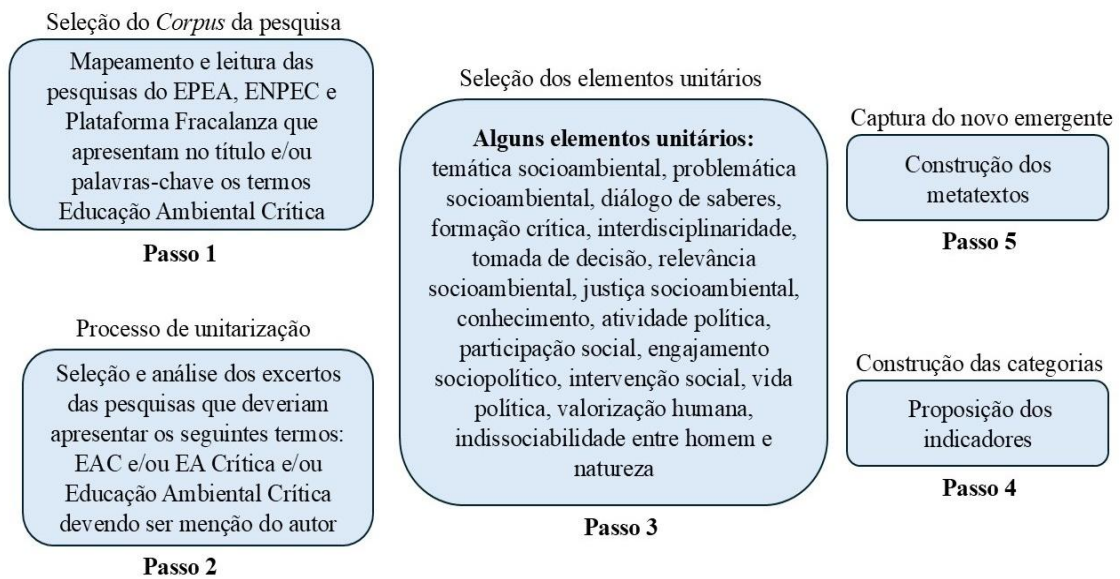 Seleção do Corpus da pesquisa
Mapeamento e leitura das
pesquisas do EPEA, ENPEC e
Plataforma Fracalanza que
apresentam no título e/ou
palavras-chave os termos
Educação Ambiental Crítica
Passo 1
Processo de unitarização
Seleção e análise dos excertos
das pesquisas que deveriam
apresentar os seguintes termos:
EAC e/ou EA Crítica e/ou
Educação Ambiental Crítica
devendo ser menção do autor
Passo 2
Seleção dos elementos unitários
Alguns elementos unitários:
temática socioambiental, problemática
socioambiental, diálogo de saberes,
formação crítica, interdisciplinaridade,
tomada de decisão, relevância
socioambiental, justiça socioambiental,
conhecimento, atividade política,
participação social, engajamento
sociopolítico, intervenção social, vida
política, valorização humana,
indissociabilidade entre homem e
natureza
Passo 3
Captura do novo emergente
Construção dos
metatextos
Passo 5
Construção das categorias
Proposição dos
indicadores
Passo 4